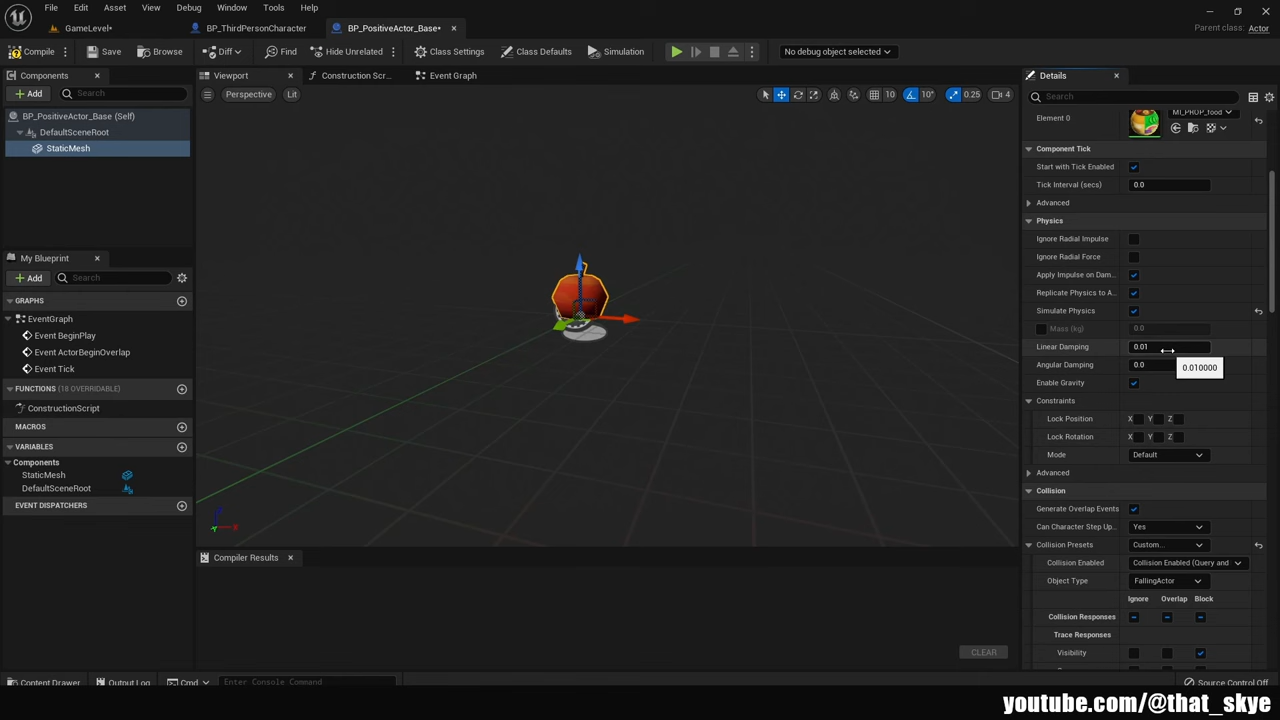 File Edit Asset View Debug Window Tools Help
GameLevel•
BP_ThirdPersonCharacter
BP_PositiveActor_Base•
Parent class: Actor
Compile
Save
Browse
Diff
Find
Hide Unrelated
Class Settings
Class Defaults
Simulation
No debug object selected
Components
Add
Search
BP_PositiveActor_Base (Self)
DefaultSceneRoot
StaticMesh
My Blueprint
Add
Search
GRAPHS
EventGraph
Event BeginPlay
Event ActorBeginOverlap
Event Tick
FUNCTIONS (18 OVERRIDABLE)
ConstructionScript
MACROS
VARIABLES
Components
StaticMesh
DefaultSceneRoot
EVENT DISPATCHERS
Viewport
Construction Scr...
Event Graph
Perspective
Lit
10
10°
0.25
4
Compiler Results
CLEAR
Details
Search
Element 0
MI_PROP_food
Component Tick
Start with Tick Enabled
Tick Interval (secs) 0.0
Advanced
Physics
Ignore Radial Impulse
Ignore Radial Force
Apply Impulse on Dam...
Replicate Physics to A...
Simulate Physics
Mass (kg) 0.0
Linear Damping 0.01
Angular Damping 0.0
0.010000
Enable Gravity
Constraints
Lock Position X Y Z
Lock Rotation X Y Z
Mode Default
Advanced
Collision
Generate Overlap Events
Can Character Step Up... Yes
Collision Presets Custom...
Collision Enabled Collision Enabled (Query and
Object Type FallingActor
Ignore Overlap Block
Collision Responses
Trace Responses
Visibility
Content Drawer
Output Log
Cmd
Enter Console Command
Source Control Off
youtube.com/@that_skye